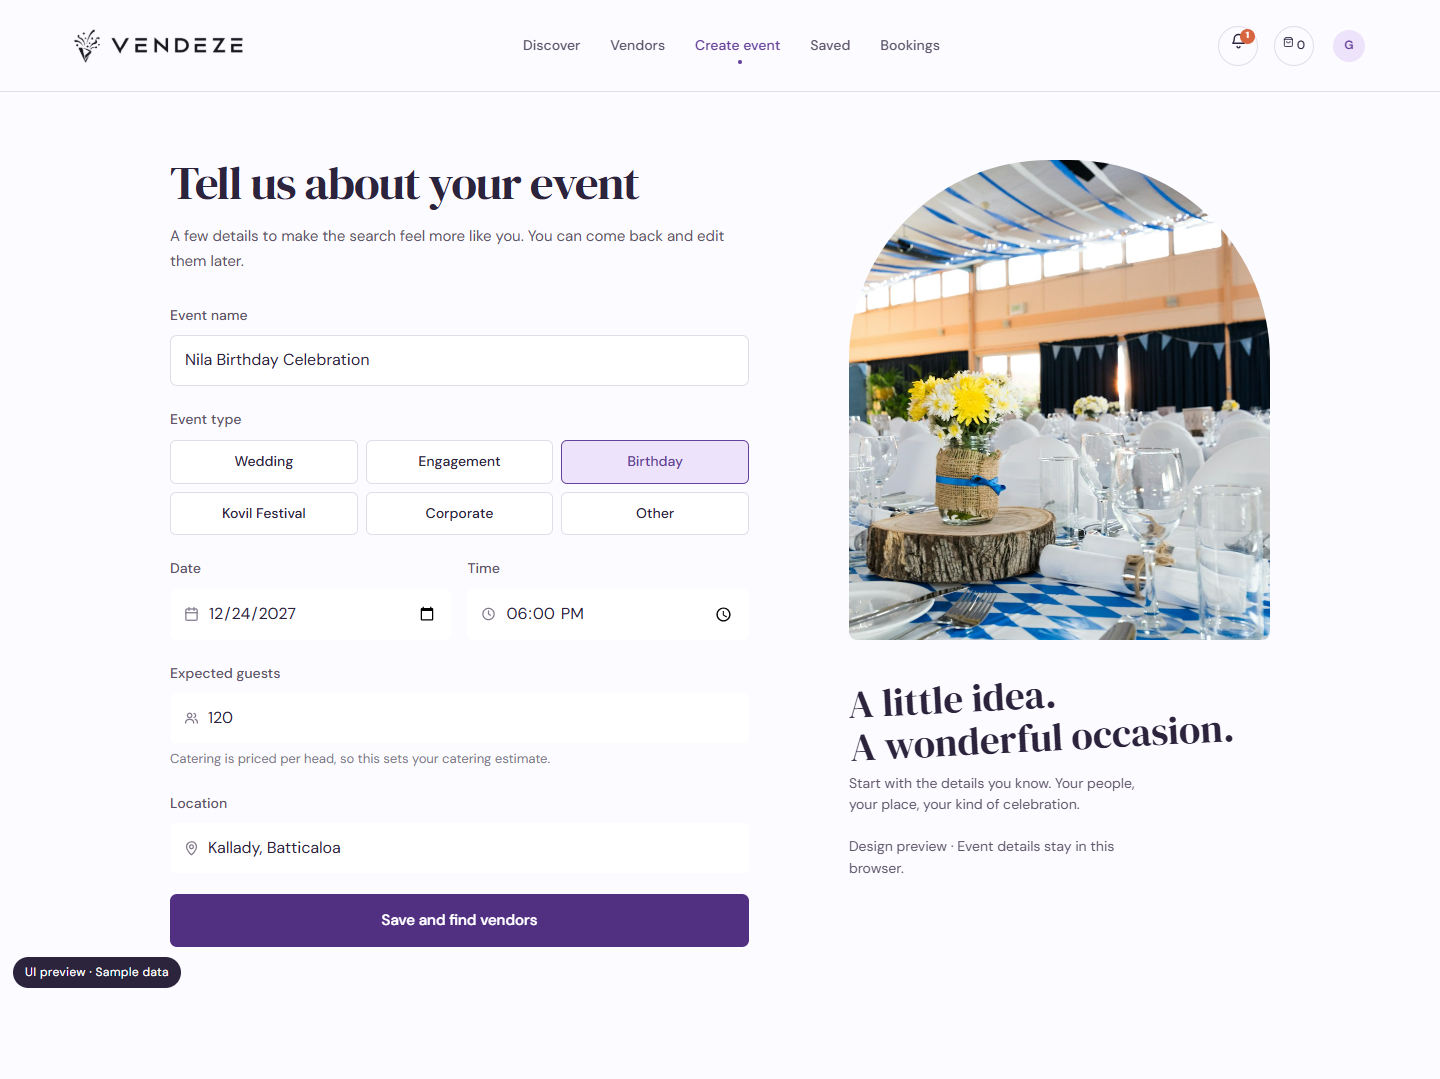 VENDEZE
Discover
Vendors
Create event
Saved
Bookings
1
0
G
Tell us about your event
A few details to make the search feel more like you. You can come back and edit
them later.
Event name
Nila Birthday Celebration
Event type
Wedding
Engagement
Birthday
Kovil Festival
Corporate
Other
Date
Time
12/24/2027
06:00 PM
Expected guests
120
Catering is priced per head, so this sets your catering estimate.
Location
Kallady, Batticaloa
Save and find vendors
A little idea.
A wonderful occasion.
Start with the details you know. Your people,
your place, your kind of celebration.
Design preview · Event details stay in this
browser.
UI preview · Sample data